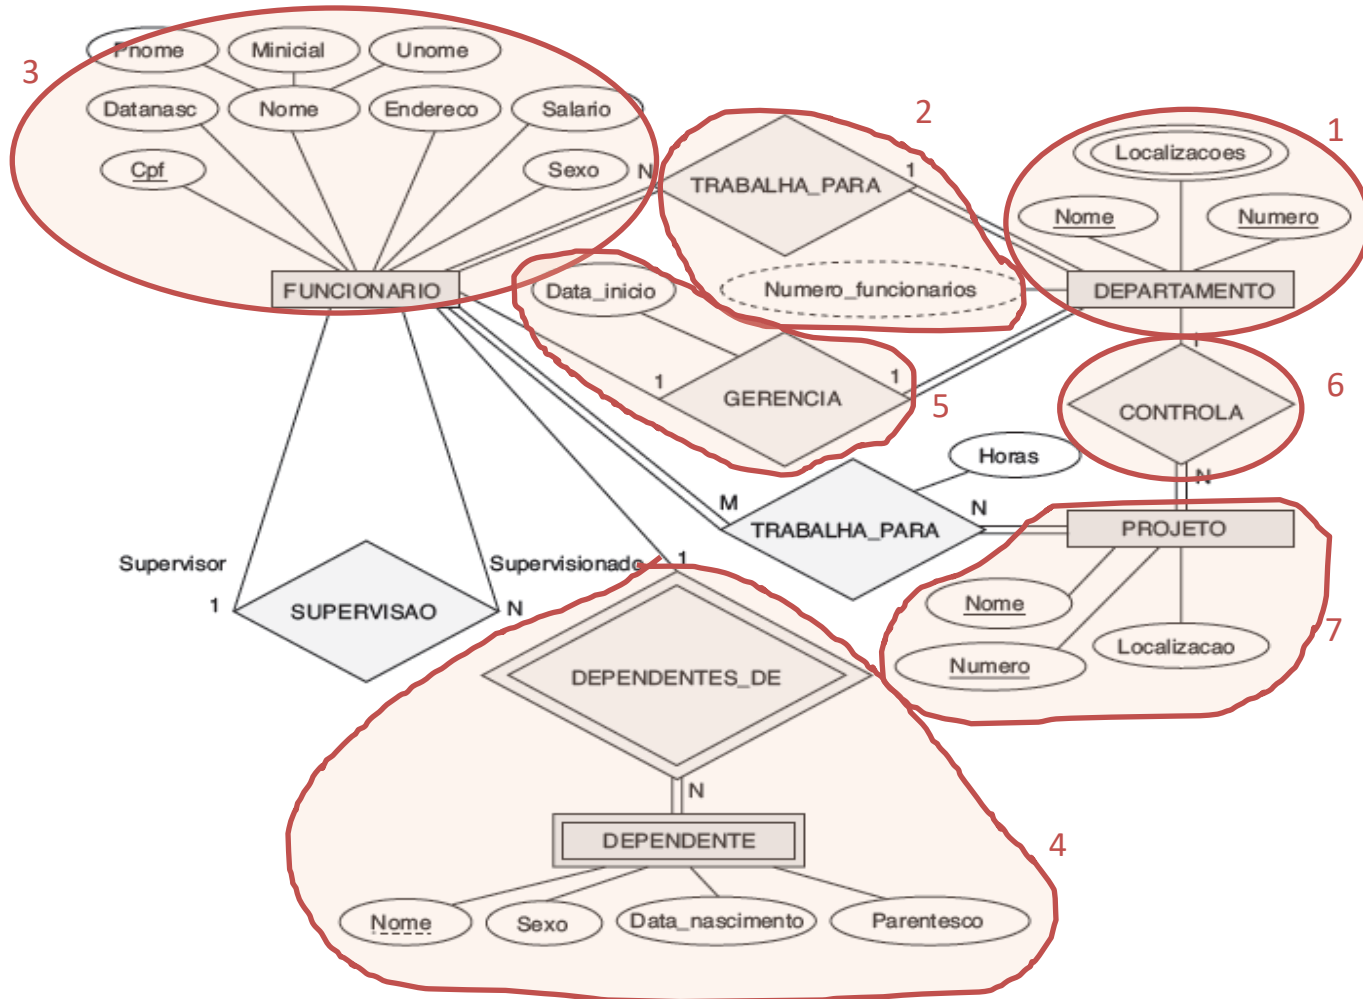 Pnome Minicial Unome
3
Datanasc Nome Endereco Salario
2
1
Localizacoes
Cpf Sexo N TRABALHA_PARA 1
Nome Numero
FUNCIONARIO Data_inicio Numero_funcionarios DEPARTAMENTO
1
1 GERENCIA 1
5
6
CONTROLA
Horas
N
M TRABALHA_PARA N PROJETO
Supervisor Supervisionado 1
1 SUPERVISAO N
Nome
7
Localizacao
Numero
DEPENDENTES_DE
N
DEPENDENTE
4
Nome Sexo Data_nascimento Parentesco